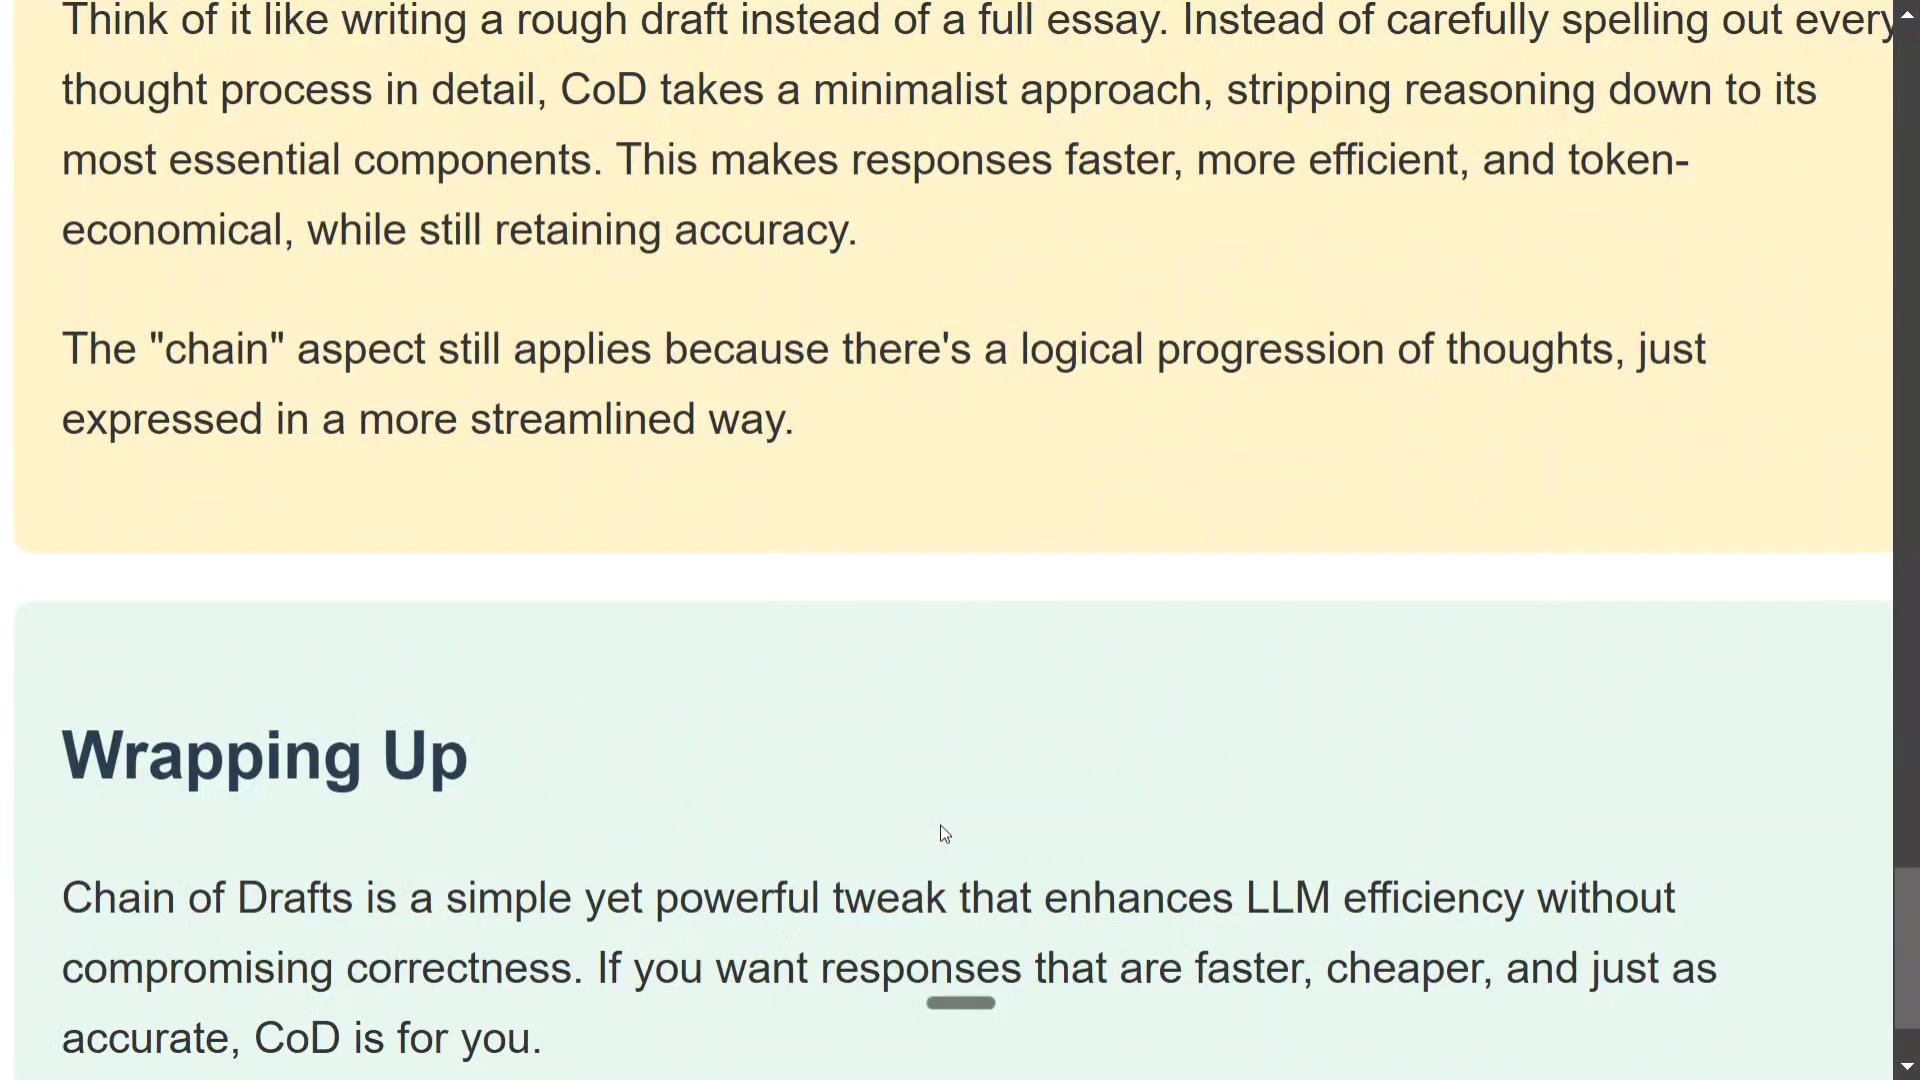 Think of it like writing a rough draft instead of a full essay. Instead of carefully spelling out every
thought process in detail, CoD takes a minimalist approach, stripping reasoning down to its
most essential components. This makes responses faster, more efficient, and token-
economical, while still retaining accuracy.
The "chain" aspect still applies because there's a logical progression of thoughts, just
expressed in a more streamlined way.
Wrapping Up
Chain of Drafts is a simple yet powerful tweak that enhances LLM efficiency without
compromising correctness. If you want responses that are faster, cheaper, and just as
accurate, CoD is for you.